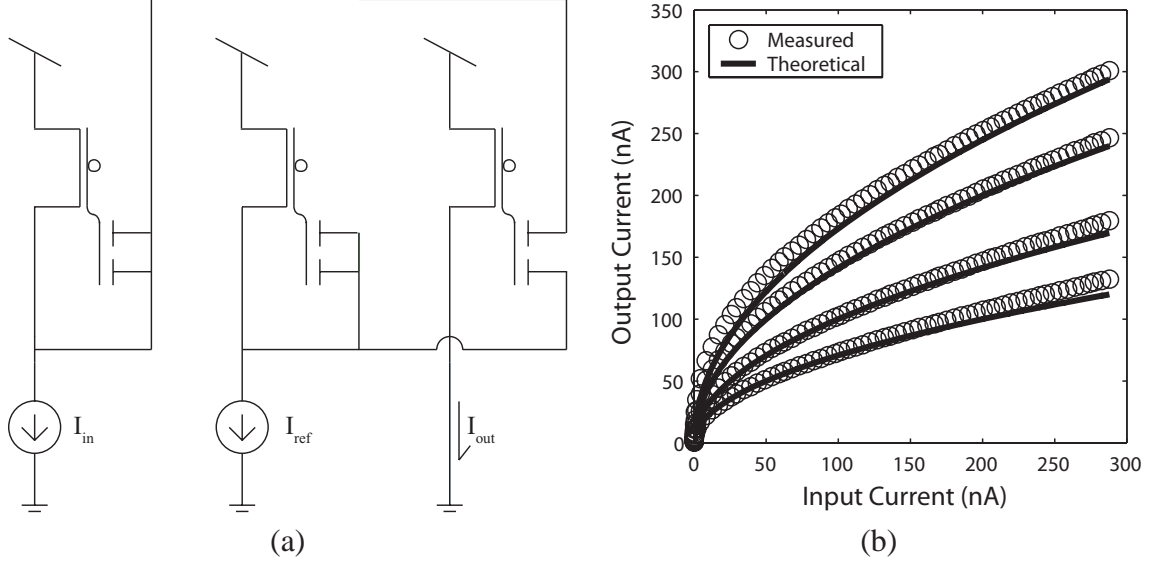 I_in
I_ref
I_out
(a)
Output Current (nA)
350
300
250
200
150
100
50
0
Measured
Theoretical
0 50 100 150 200 250 300
Input Current (nA)
(b)